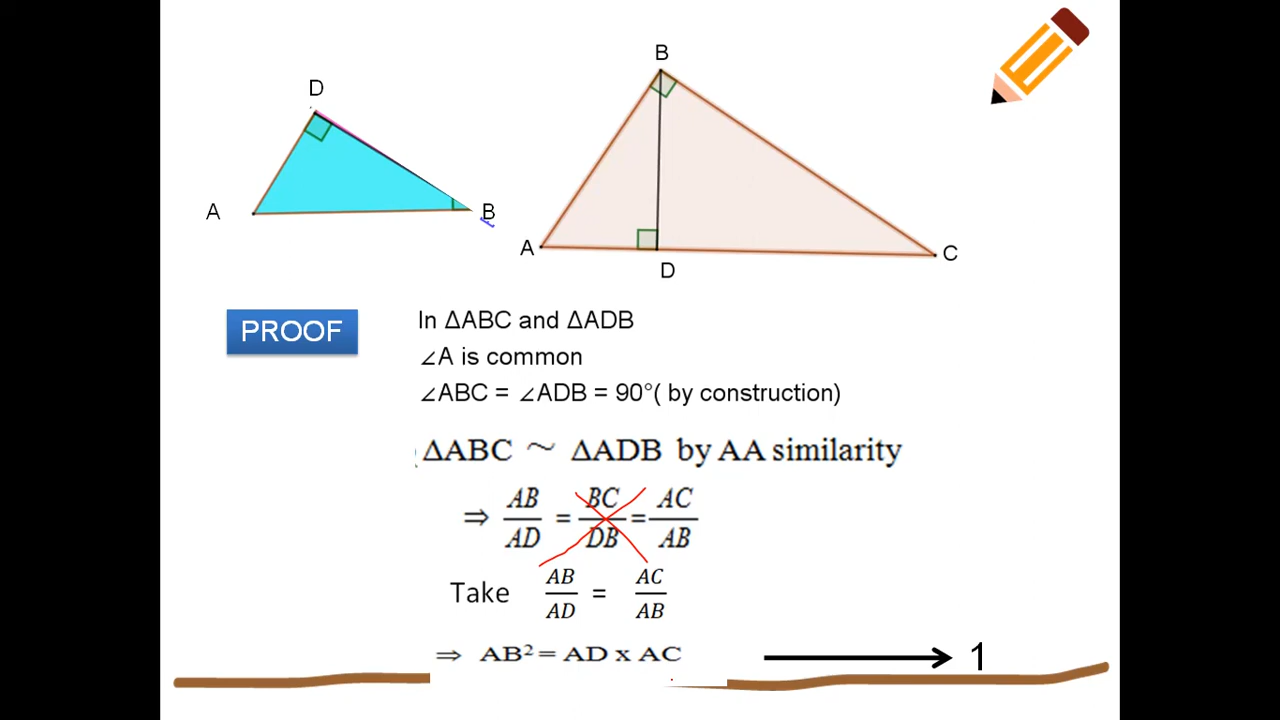 D
A
B
B
A
D
C
PROOF
In ΔABC and ΔADB
∠A is common
∠ABC = ∠ADB = 90°( by construction)
ΔABC ~ ΔADB by AA similarity
⇒ AB/AD = BC/DB = AC/AB
Take AB/AD = AC/AB
⇒ AB² = AD x AC
1